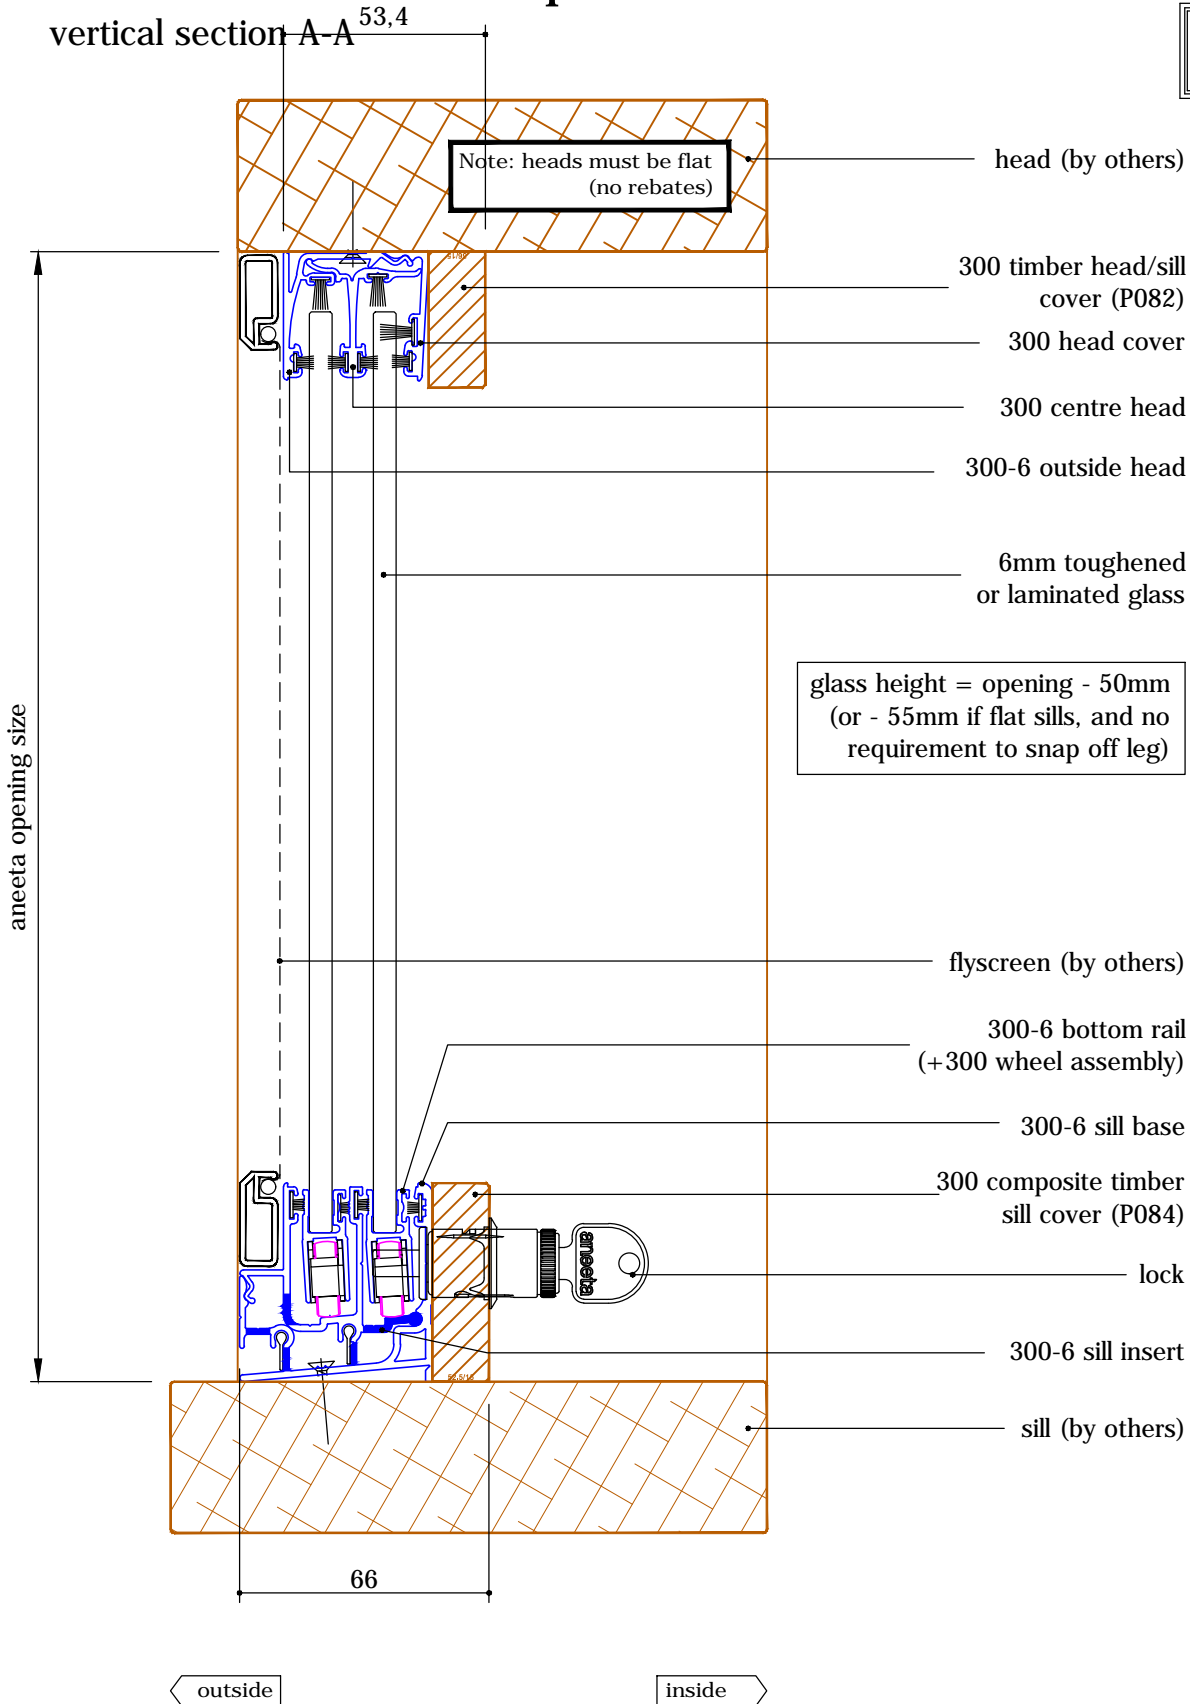 53,4
vertical section A-A
Note: heads must be flat
(no rebates)
head (by others)
300 timber head/sill
cover (P082)
300 head cover
300 centre head
300-6 outside head
6mm toughened
or laminated glass
glass height = opening - 50mm
(or - 55mm if flat sills, and no
requirement to snap off leg)
aneeta opening size
flyscreen (by others)
300-6 bottom rail
(+300 wheel assembly)
300-6 sill base
300 composite timber
sill cover (P084)
aneeta
lock
300-6 sill insert
sill (by others)
66
outside
inside